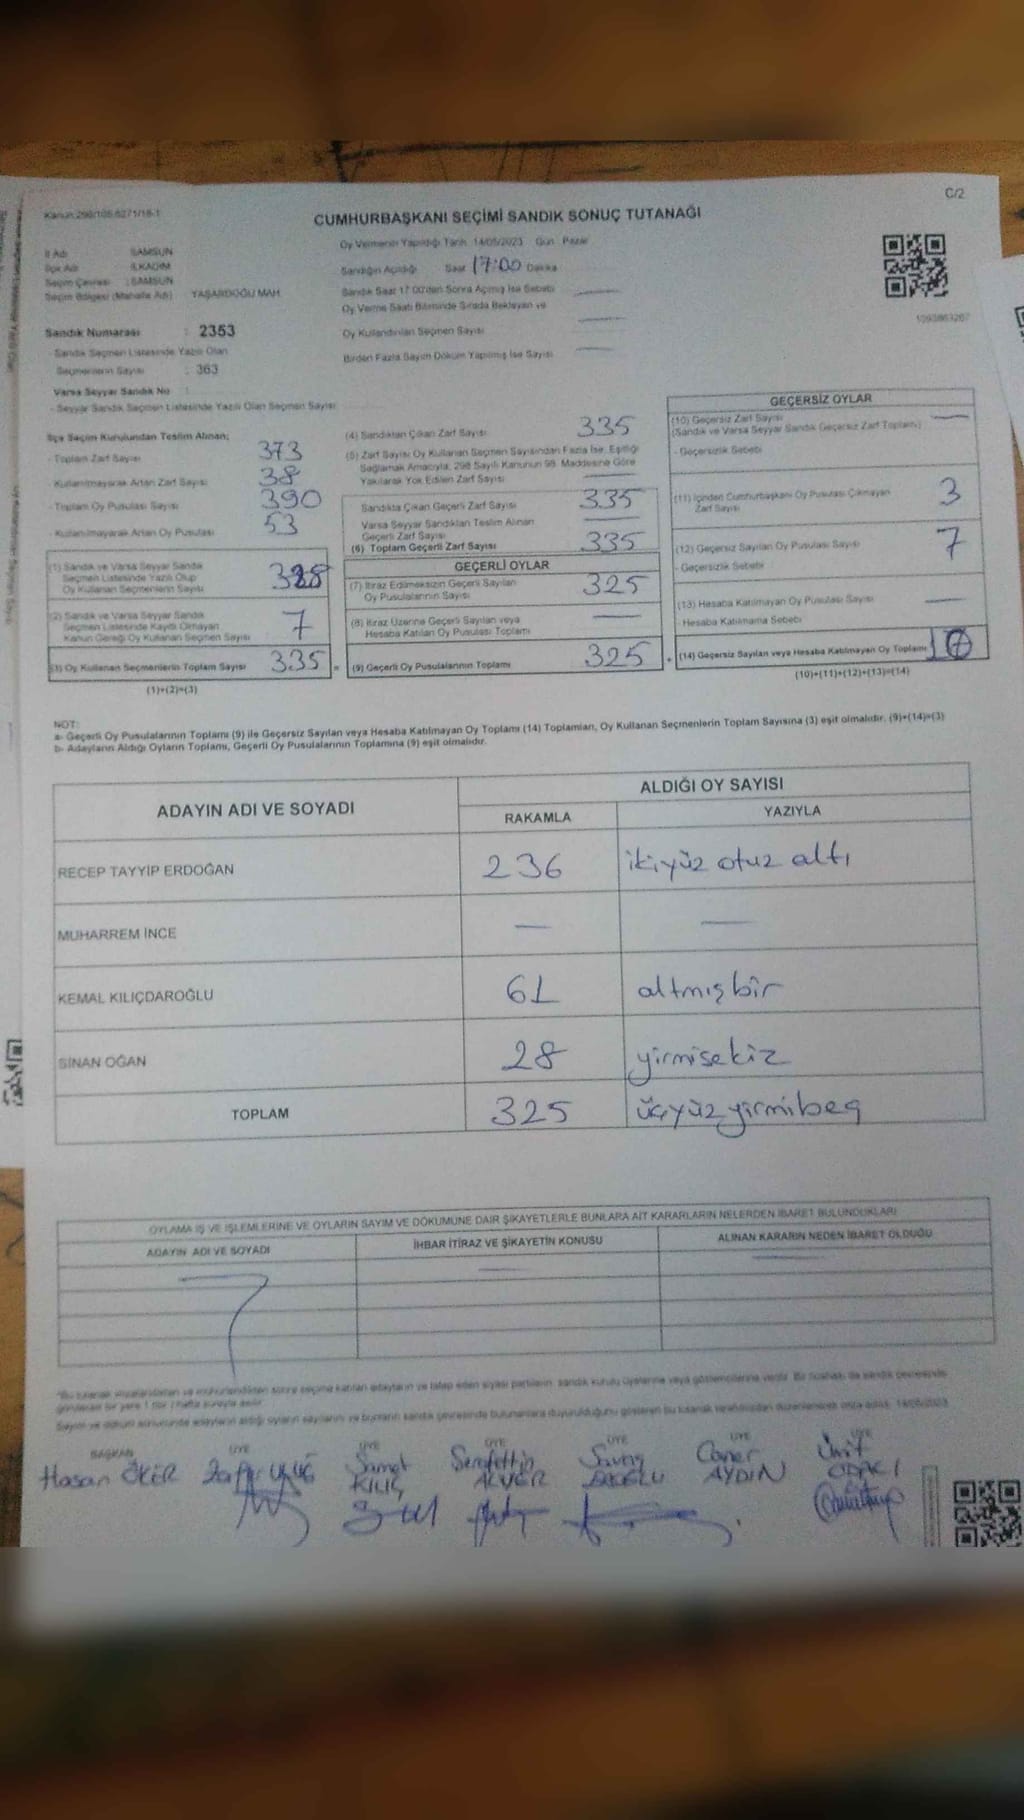 C/2
Kanun:298/105,6271/16-1
CUMHURBAŞKANI SEÇİMİ SANDIK SONUÇ TUTANAĞI
İl Adı : SAMSUN
İlçe Adı : İLKADIM
Seçim Çevresi : SAMSUN
Seçim Bölgesi (Mahalle Adı) : YAŞARDOĞU MAH
Oy Vermenin Yapıldığı Tarih 14/05/2023 Gün Pazar
Sandığın Açıldığı Saat 17:00 Dakika
Sandık Saat 17:00'den Sonra Açılmış İse Sebebi —
Oy Verme Saati Bitiminde Sırada Bekleyen ve
Oy Kullandırılan Seçmen Sayısı —
Birden Fazla Sayım Döküm Yapılmış İse Sayısı —
1093863267
Sandık Numarası : 2353
- Sandık Seçmen Listesinde Yazılı Olan
Seçmenlerin Sayısı : 363
Varsa Seyyar Sandık No :
- Seyyar Sandık Seçmen Listesinde Yazılı Olan Seçmen Sayısı
İlçe Seçim Kurulundan Teslim Alınan;
- Toplam Zarf Sayısı 373
Kullanılmayarak Artan Zarf Sayısı 38
- Toplam Oy Pusulası Sayısı 390
- Kullanılmayarak Artan Oy Pusulası 53
(1) Sandık ve Varsa Seyyar Sandık
Seçmen Listesinde Yazılı Olup
Oy Kullanan Seçmenlerin Sayısı 328
(2) Sandık ve Varsa Seyyar Sandık
Seçmen Listesinde Kayıtlı Olmayan
Kanun Gereği Oy Kullanan Seçmen Sayısı 7
(3) Oy Kullanan Seçmenlerin Toplam Sayısı 335 =
(1)+(2)=(3)
(4) Sandıktan Çıkan Zarf Sayısı 335
(5) Zarf Sayısı Oy Kullanan Seçmen Sayısından Fazla İse, Eşitliği
Sağlamak Amacıyla, 298 Sayılı Kanunun 98. Maddesine Göre
Yakılarak Yok Edilen Zarf Sayısı —
Sandıkta Çıkan Geçerli Zarf Sayısı 335
Varsa Seyyar Sandıktan Teslim Alınan
Geçerli Zarf Sayısı —
(6) Toplam Geçerli Zarf Sayısı 335
GEÇERLİ OYLAR
(7) İtiraz Edilmeksizin Geçerli Sayılan
Oy Pusulalarının Sayısı 325
(8) İtiraz Üzerine Geçerli Sayılan veya
Hesaba Katılan Oy Pusulası Toplamı —
(9) Geçerli Oy Pusulalarının Toplamı 325 +
GEÇERSİZ OYLAR
(10) Geçersiz Zarf Sayısı —
(Sandık ve Varsa Seyyar Sandık Geçersiz Zarf Toplamı)
- Geçersizlik Sebebi
(11) İçinden Cumhurbaşkanı Oy Pusulası Çıkmayan
Zarf Sayısı 3
(12) Geçersiz Sayılan Oy Pusulası Sayısı 7
- Geçersizlik Sebebi
(13) Hesaba Katılmayan Oy Pusulası Sayısı —
- Hesaba Katılmama Sebebi
(14) Geçersiz Sayılan veya Hesaba Katılmayan Oy Toplamı 10
(10)+(11)+(12)+(13)=(14)
NOT:
a- Geçerli Oy Pusulalarının Toplamı (9) ile Geçersiz Sayılan veya Hesaba Katılmayan Oy Toplamı (14) Toplamları, Oy Kullanan Seçmenlerin Toplam Sayısına (3) eşit olmalıdır. (9)+(14)=(3)
b- Adayların Aldığı Oyların Toplamı, Geçerli Oy Pusulalarının Toplamına (9) eşit olmalıdır.
ADAYIN ADI VE SOYADI
ALDIĞI OY SAYISI
RAKAMLA YAZIYLA
RECEP TAYYİP ERDOĞAN 236 ikiyüz otuz altı
MUHARREM İNCE — —
KEMAL KILIÇDAROĞLU 61 altmışbir
SİNAN OĞAN 28 yirmisekiz
TOPLAM 325 üçyüzyirmibeş
OYLAMA İŞ VE İŞLEMLERİNE VE OYLARIN SAYIM VE DÖKÜMÜNE DAİR ŞİKAYETLERLE BUNLARA AİT KARARLARIN NELERDEN İBARET BULUNDUKLARI
ADAYIN ADI VE SOYADI İHBAR İTİRAZ VE ŞİKAYETİN KONUSU ALINAN KARARIN NEDEN İBARET OLDUĞU
BAŞKAN ÜYE ÜYE ÜYE ÜYE ÜYE ÜYE
Hasan ÖKER Samet KILIÇ Serafettin Savaş Caner AYDIN Ümit